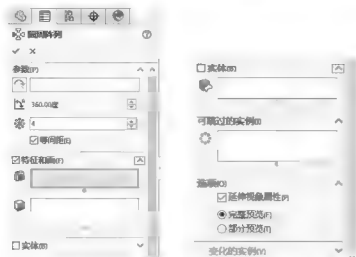 圆周阵列
参数(P)
360.00度
4
等间距(E)
特征和面(F)
实体(B)
实体(B)
可跳过的实例(I)
选项(O)
延伸视象属性(P)
完整预览(F)
部分预览(T)
变化的实例(V)